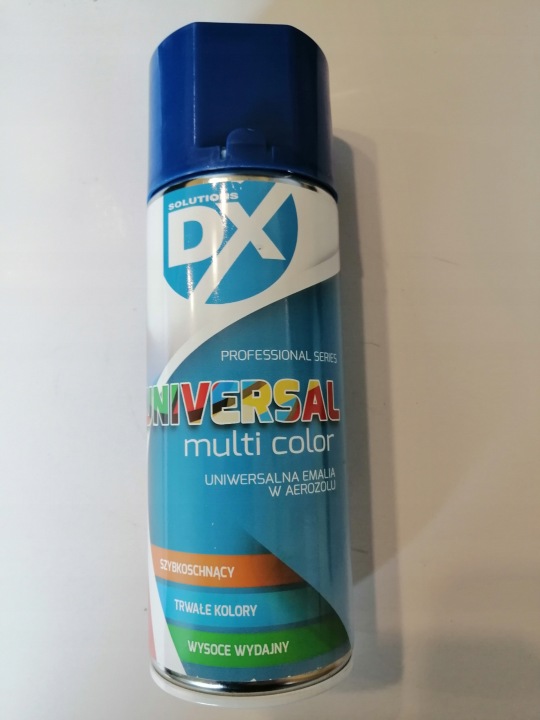 SOLUTIONS
DX
PROFESSIONAL SERIES
UNIVERSAL
multi color
UNIWERSALNA EMALIA
W AEROZOLU
SZYBKOSCHNĄCY
TRWAŁE KOLORY
WYSOCE WYDAJNY